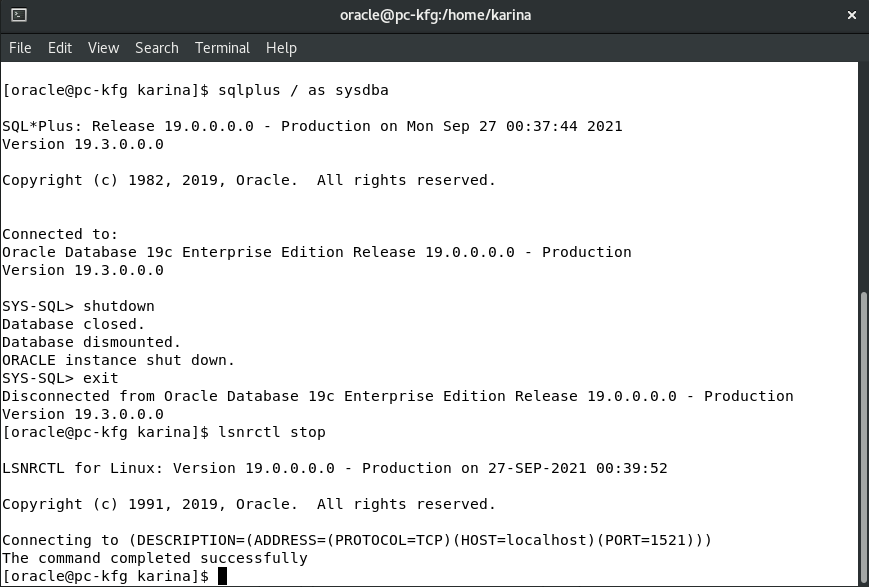 oracle@pc-kfg:/home/karina
File Edit View Search Terminal Help
[oracle@pc-kfg karina]$ sqlplus / as sysdba
SQL*Plus: Release 19.0.0.0.0 - Production on Mon Sep 27 00:37:44 2021
Version 19.3.0.0.0
Copyright (c) 1982, 2019, Oracle.  All rights reserved.
Connected to:
Oracle Database 19c Enterprise Edition Release 19.0.0.0.0 - Production
Version 19.3.0.0.0
SYS-SQL> shutdown
Database closed.
Database dismounted.
ORACLE instance shut down.
SYS-SQL> exit
Disconnected from Oracle Database 19c Enterprise Edition Release 19.0.0.0.0 - Production
Version 19.3.0.0.0
[oracle@pc-kfg karina]$ lsnrctl stop
LSNRCTL for Linux: Version 19.0.0.0.0 - Production on 27-SEP-2021 00:39:52
Copyright (c) 1991, 2019, Oracle.  All rights reserved.
Connecting to (DESCRIPTION=(ADDRESS=(PROTOCOL=TCP)(HOST=localhost)(PORT=1521)))
The command completed successfully
[oracle@pc-kfg karina]$